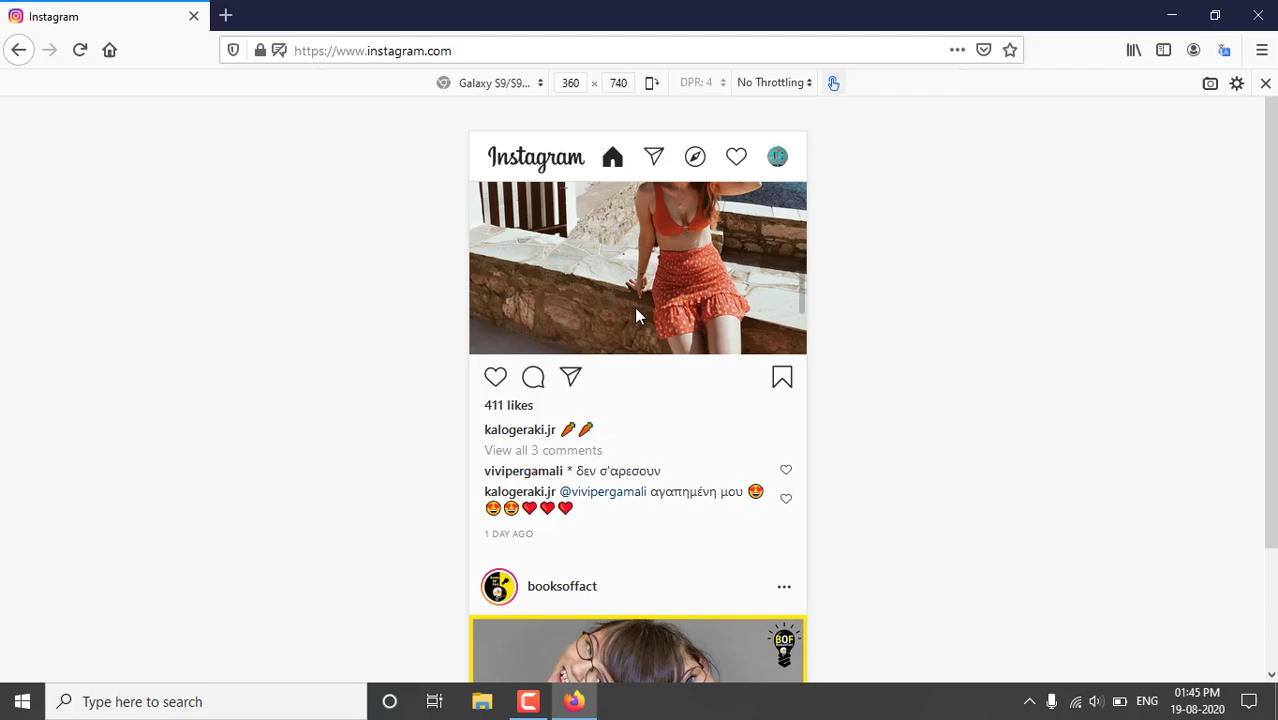 Instagram
https://www.instagram.com
Galaxy S9/S9... 360 × 740 DPR: 4 No Throttling
Instagram
411 likes
kalogeraki.jr 🥕🥕
View all 3 comments
vivipergamali * δεν σ'αρεσουν
kalogeraki.jr @vivipergamali αγαπημένη μου 😍
😍😍❤️❤️❤️
1 DAY AGO
booksoffact
BOF
Type here to search
ENG
01:45 PM
19-08-2020